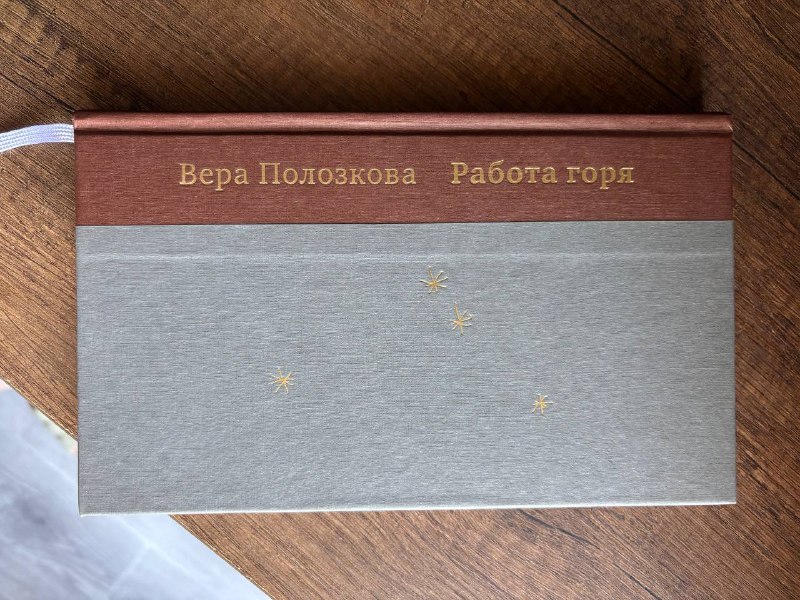 Вера Полозкова Работа горя